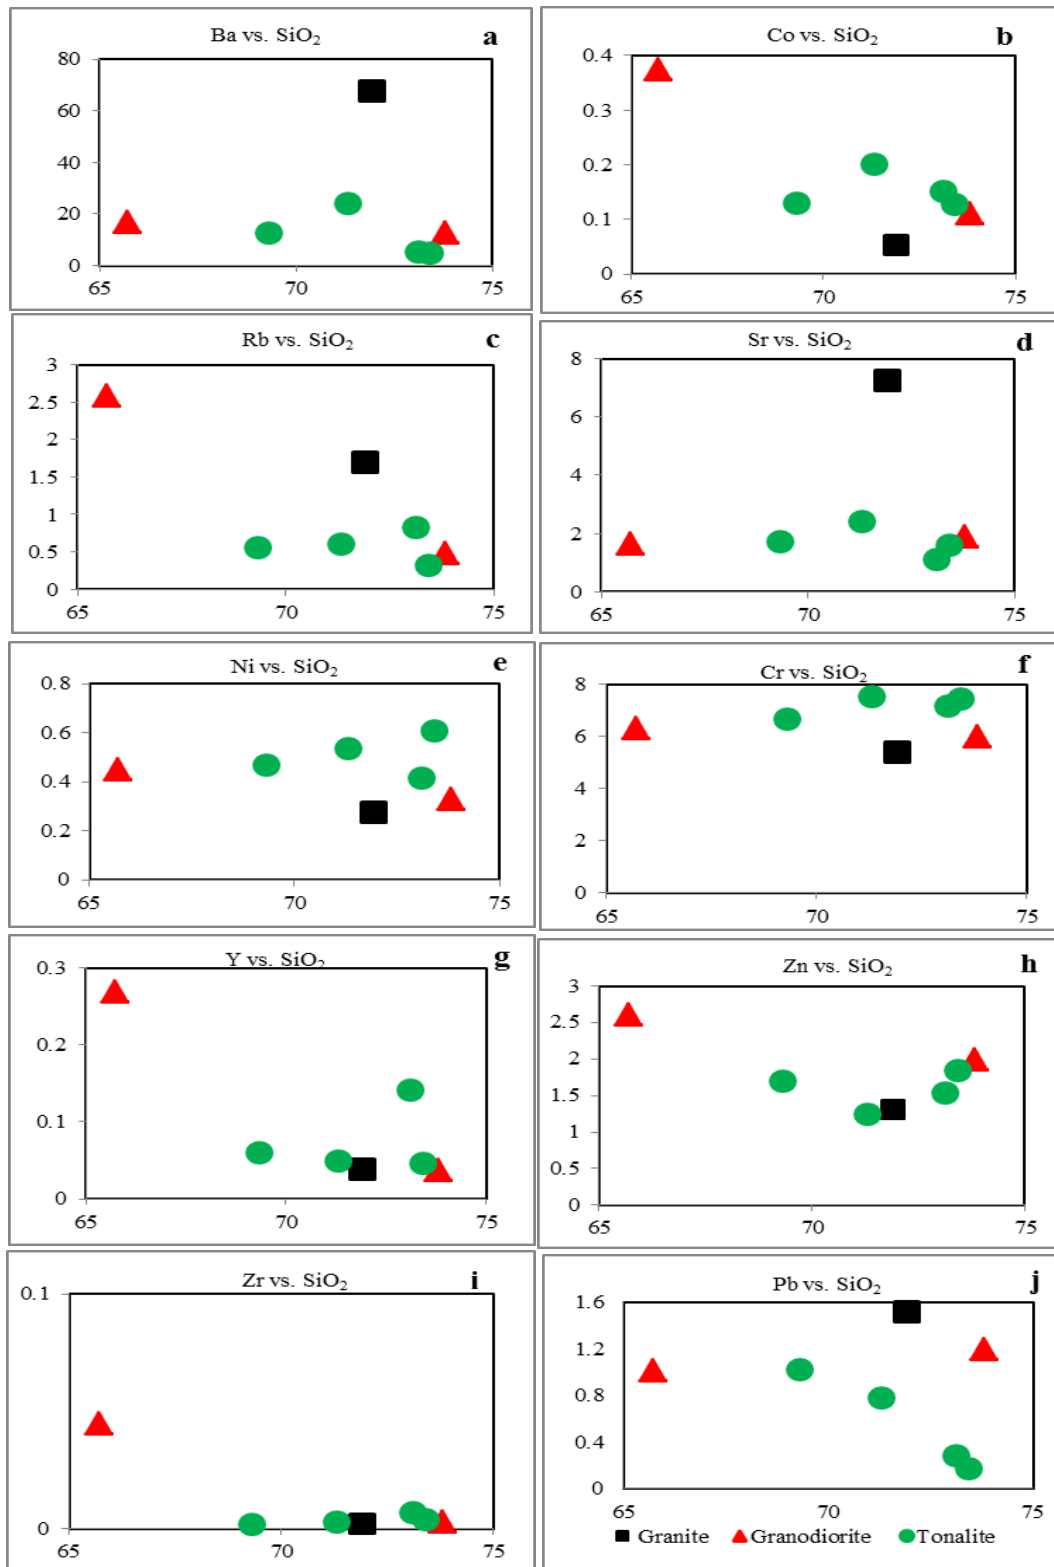 Ba vs. SiO₂ a
80
60
40
20
0
65 70 75
Co vs. SiO₂ b
0.4
0.3
0.2
0.1
0
65 70 75
Rb vs. SiO₂ c
3
2.5
2
1.5
1
0.5
0
65 70 75
Sr vs. SiO₂ d
8
6
4
2
0
65 70 75
Ni vs. SiO₂ e
0.8
0.6
0.4
0.2
0
65 70 75
Cr vs. SiO₂ f
8
6
4
2
0
65 70 75
Y vs. SiO₂ g
0.3
0.2
0.1
0
65 70 75
Zn vs. SiO₂ h
3
2.5
2
1.5
1
0.5
0
65 70 75
Zr vs. SiO₂ i
0.1
0
65 70 75
Pb vs. SiO₂ j
1.6
1.2
0.8
0.4
0
65 70 75
Granite Granodiorite Tonalite